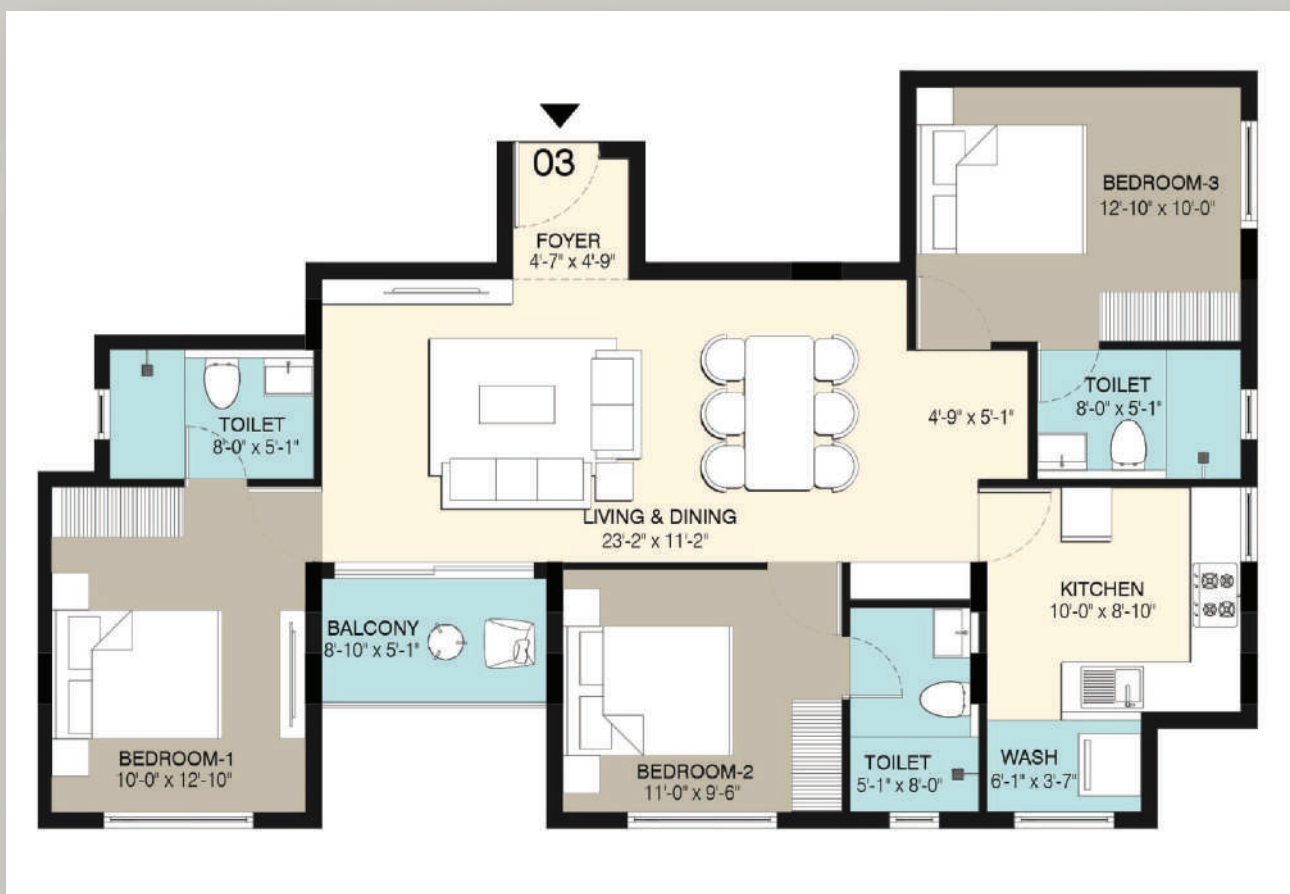 03
FOYER
4'-7" x 4'-9"
BEDROOM-3
12'-10" x 10'-0"
TOILET
8'-0" x 5'-1"
4'-9" x 5'-1"
TOILET
8'-0" x 5'-1"
LIVING & DINING
23'-2" x 11'-2"
KITCHEN
10'-0" x 8'-10"
BALCONY
8'-10" x 5'-1"
BEDROOM-1
10'-0" x 12'-10"
BEDROOM-2
11'-0" x 9'-6"
TOILET
5'-1" x 8'-0"
WASH
6'-1" x 3'-7"